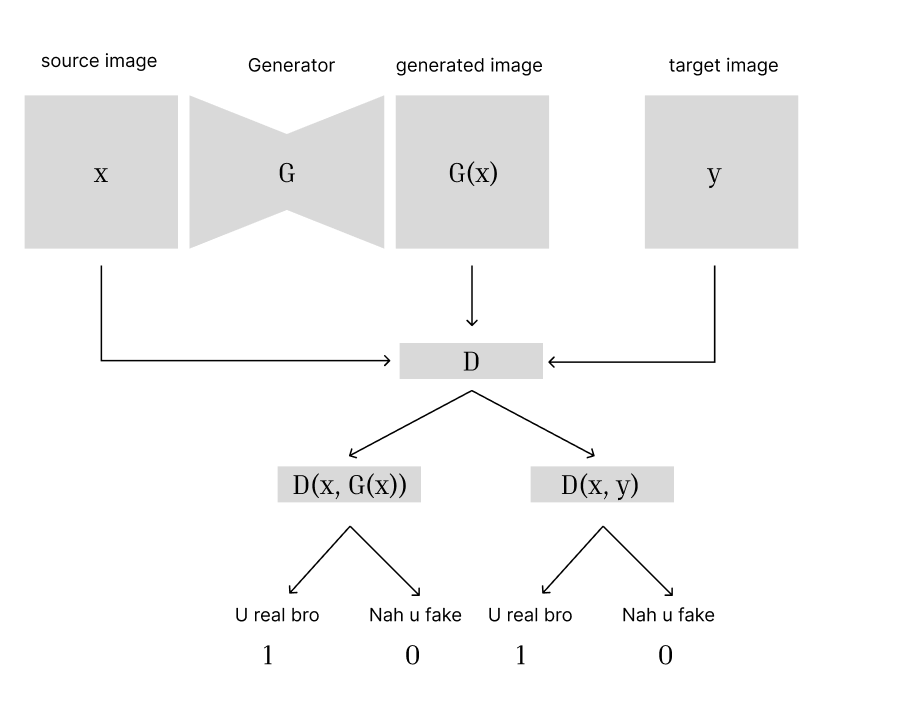 source image
Generator
generated image
target image
x
G
G(x)
y
D
D(x, G(x))
D(x, y)
U real bro
Nah u fake
U real bro
Nah u fake
1
0
1
0